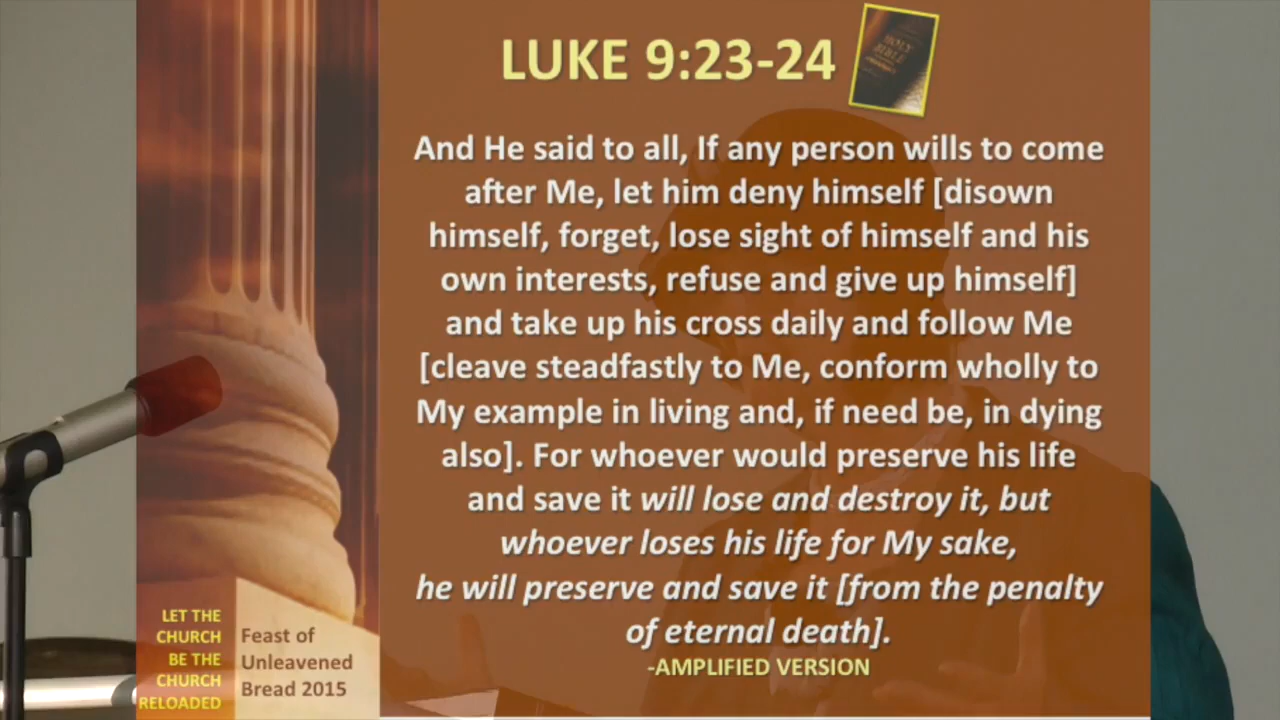 LUKE 9:23-24
HOLY
BIBLE
And He said to all, If any person wills to come
after Me, let him deny himself [disown
himself, forget, lose sight of himself and his
own interests, refuse and give up himself]
and take up his cross daily and follow Me
[cleave steadfastly to Me, conform wholly to
My example in living and, if need be, in dying
also]. For whoever would preserve his life
and save it will lose and destroy it, but
whoever loses his life for My sake,
he will preserve and save it [from the penalty
of eternal death].
-AMPLIFIED VERSION
LET THE
CHURCH
BE THE
CHURCH
RELOADED
Feast of
Unleavened
Bread 2015